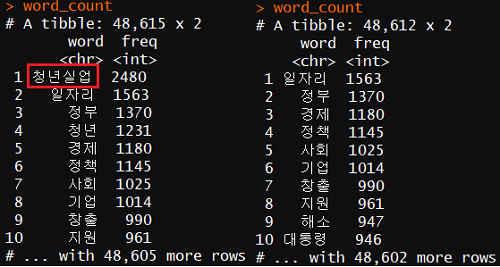 > word_count
# A tibble: 48,615 x 2
word freq
<chr> <int>
1 청년실업 2480
2 일자리 1563
3 정부 1370
4 청년 1231
5 경제 1180
6 정책 1145
7 사회 1025
8 기업 1014
9 창출 990
10 지원 961
# ... with 48,605 more rows
> word_count
# A tibble: 48,612 x 2
word freq
<chr> <int>
1 일자리 1563
2 정부 1370
3 경제 1180
4 정책 1145
5 사회 1025
6 기업 1014
7 창출 990
8 지원 961
9 해소 947
10 대통령 946
# ... with 48,602 more rows